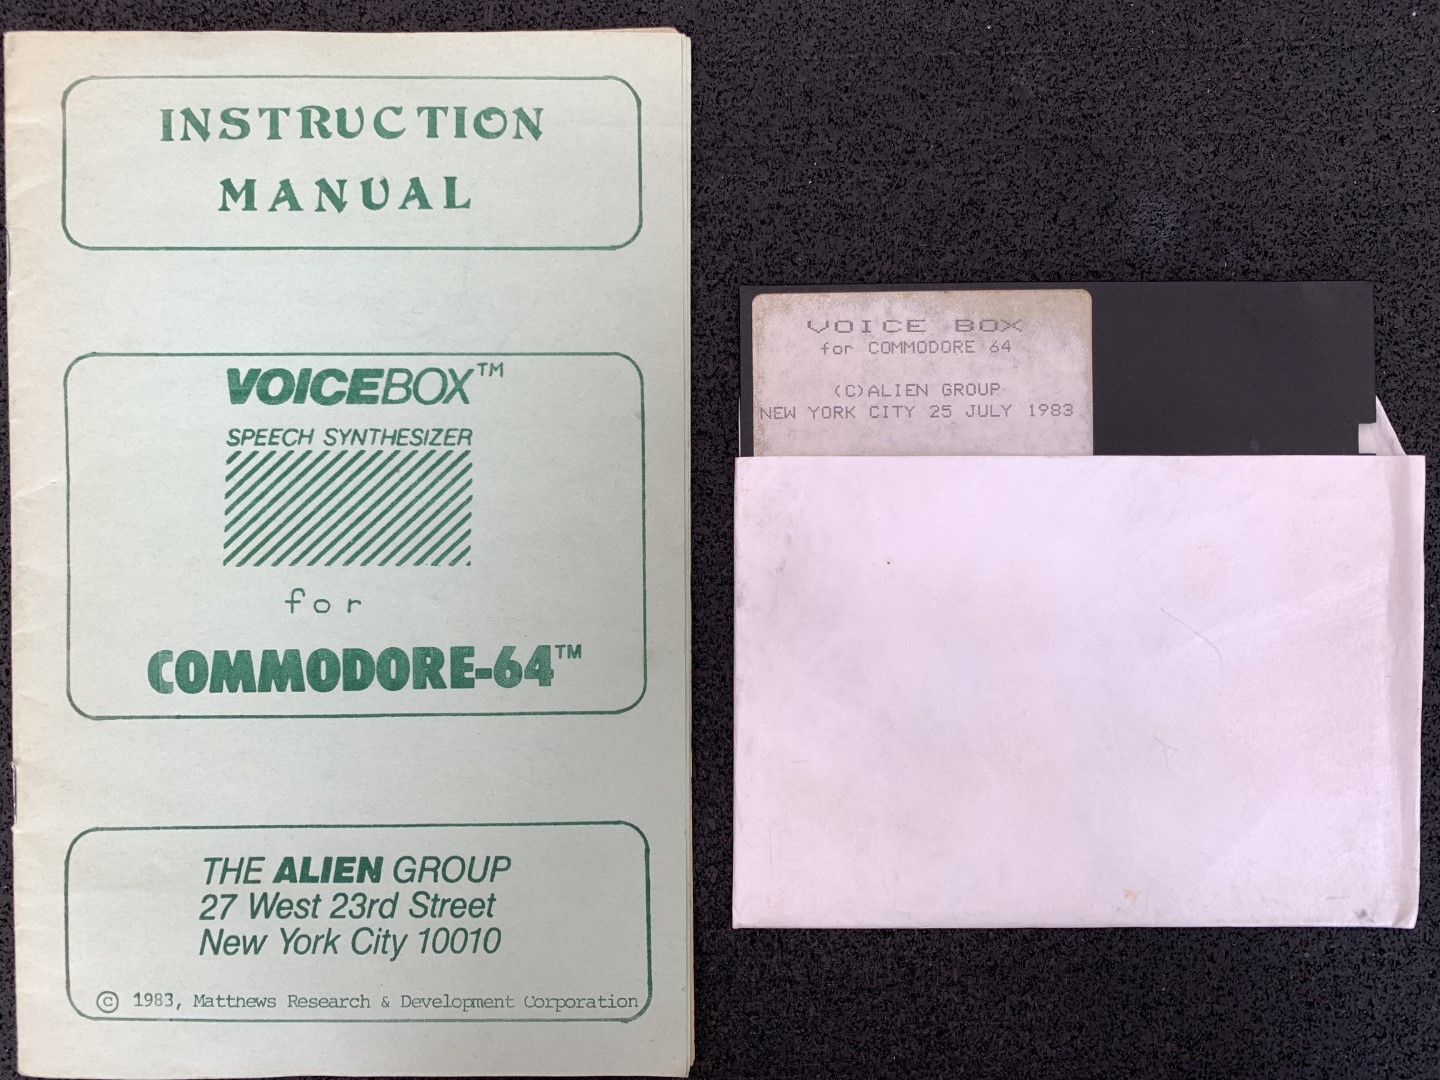 INSTRUCTION
MANUAL
VOICEBOX™
SPEECH SYNTHESIZER
for
COMMODORE-64™
THE ALIEN GROUP
27 West 23rd Street
New York City 10010
© 1983, Matthews Research & Development Corporation
VOICE BOX
for COMMODORE 64
(C)ALIEN GROUP
NEW YORK CITY 25 JULY 1983